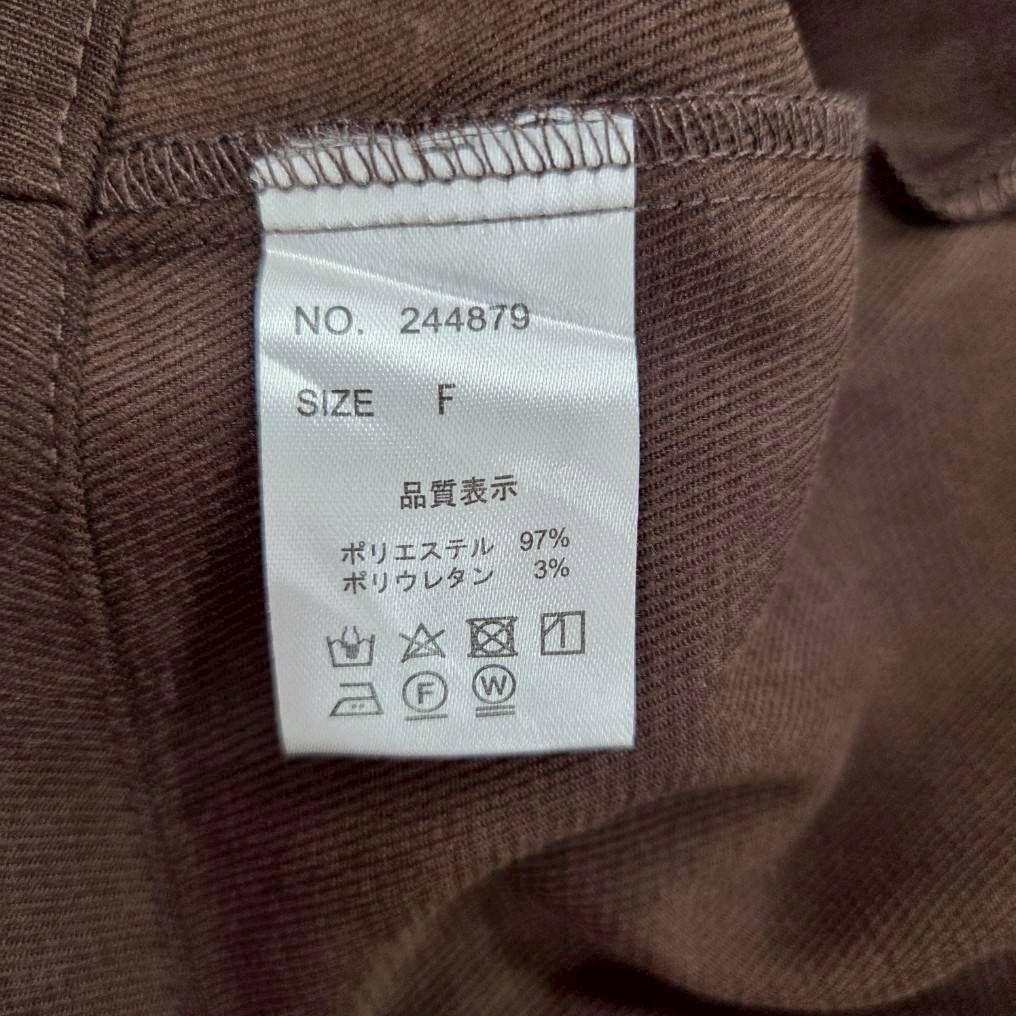 NO. 244879
SIZE F
品質表示
ポリエステル 97%
ポリウレタン 3%
F W